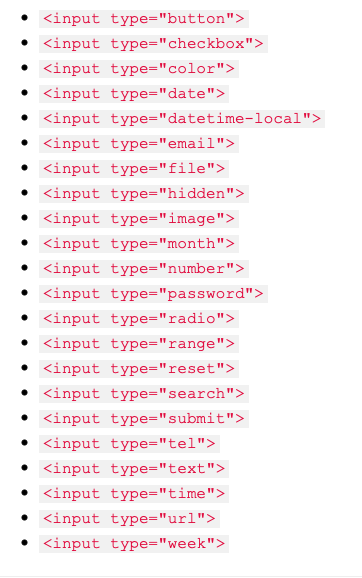 <input type="button">
<input type="checkbox">
<input type="color">
<input type="date">
<input type="datetime-local">
<input type="email">
<input type="file">
<input type="hidden">
<input type="image">
<input type="month">
<input type="number">
<input type="password">
<input type="radio">
<input type="range">
<input type="reset">
<input type="search">
<input type="submit">
<input type="tel">
<input type="text">
<input type="time">
<input type="url">
<input type="week">